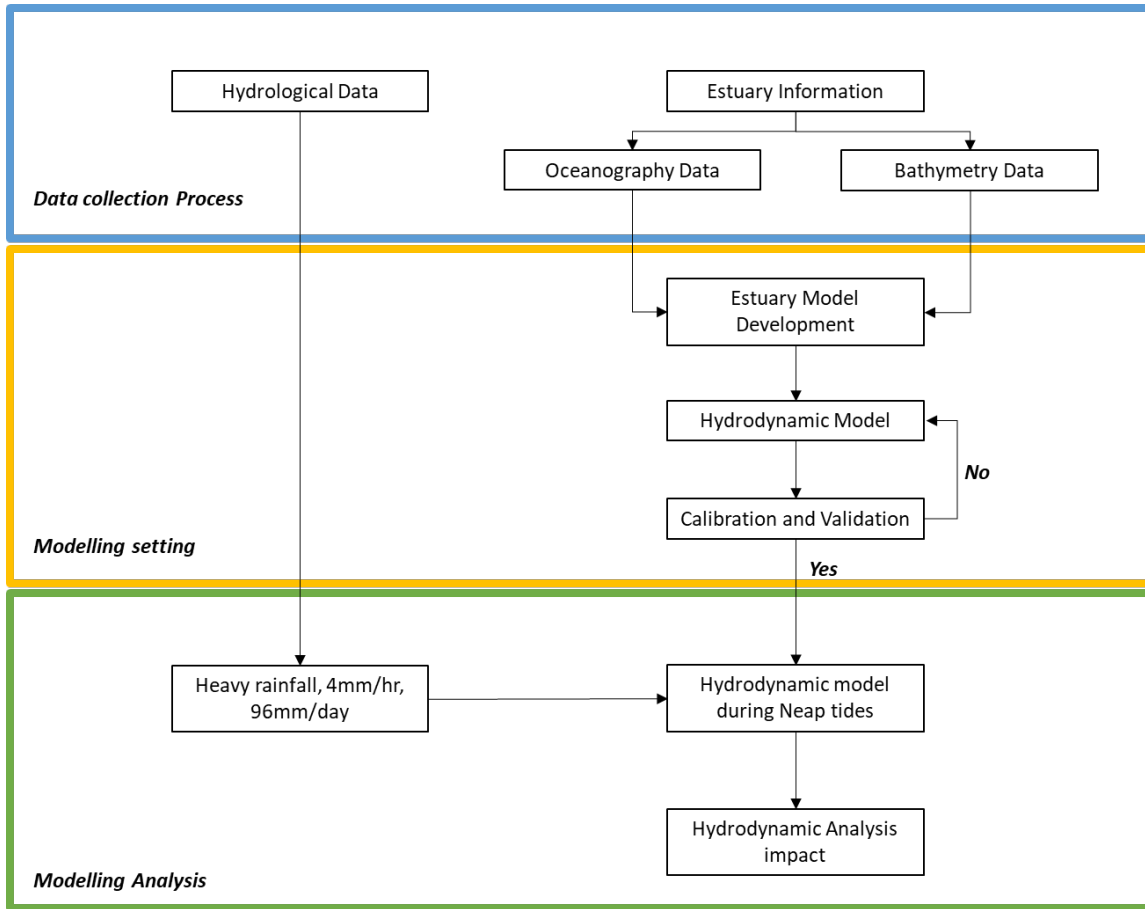 Hydrological Data
Estuary Information
Oceanography Data
Bathymetry Data
Data collection Process
Estuary Model
Development
Hydrodynamic Model
No
Calibration and Validation
Modelling setting
Yes
Heavy rainfall, 4mm/hr,
96mm/day
Hydrodynamic model
during Neap tides
Hydrodynamic Analysis
impact
Modelling Analysis